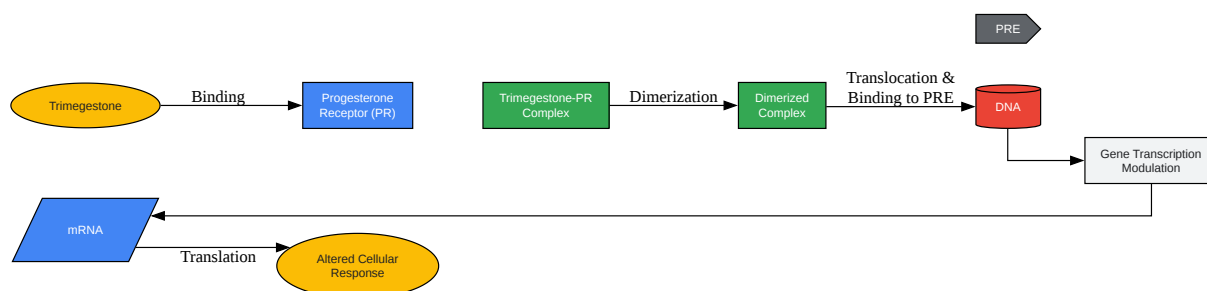 PRE
Trimegestone
Binding
Progesterone
Receptor (PR)
Trimegestone-PR
Complex
Dimerization
Dimerized
Complex
Translocation &
Binding to PRE
DNA
Gene Transcription
Modulation
mRNA
Translation
Altered Cellular
Response